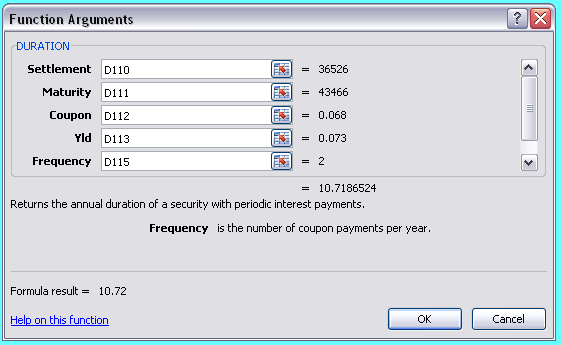 Function Arguments
DURATION
Settlement D110 = 36526
Maturity D111 = 43466
Coupon D112 = 0.068
Yld D113 = 0.073
Frequency D115 = 2
= 10.7186524
Returns the annual duration of a security with periodic interest payments.
Frequency is the number of coupon payments per year.
Formula result = 10.72
Help on this function OK Cancel